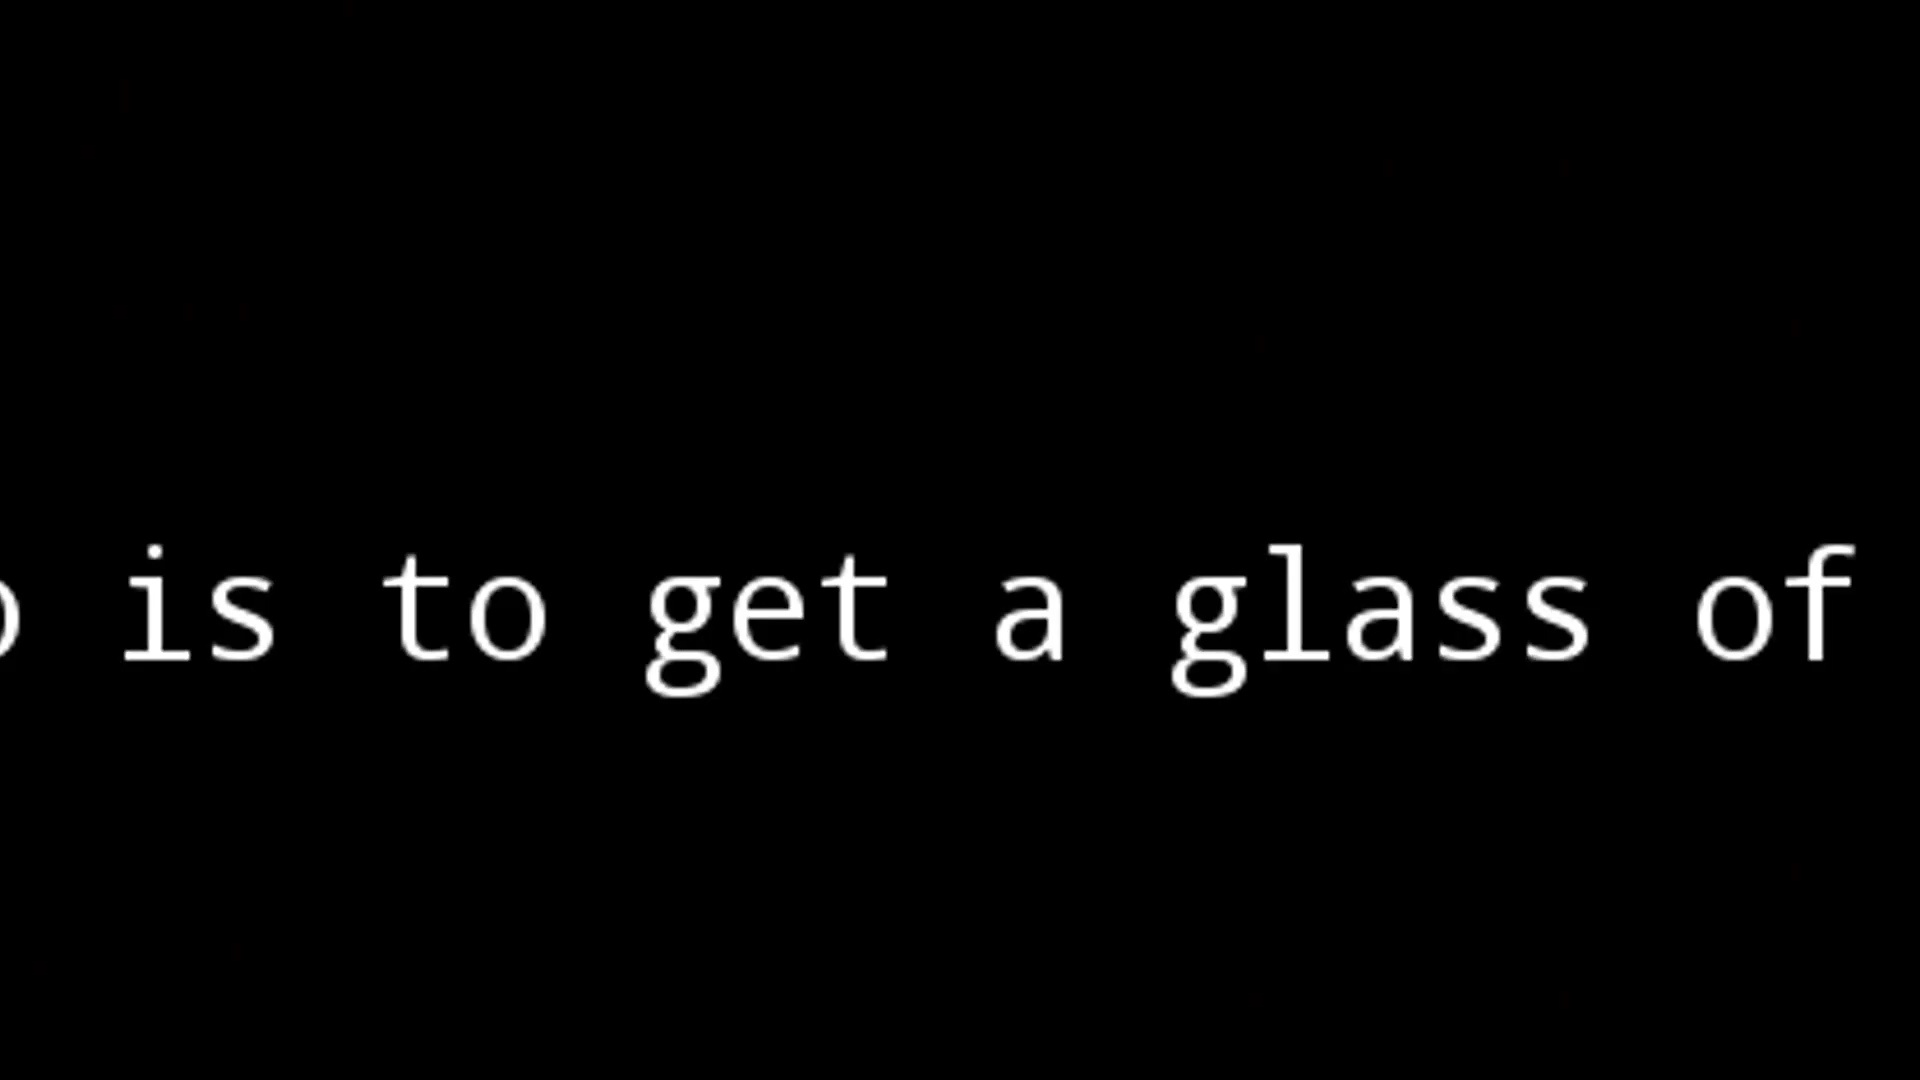 is to get a glass of